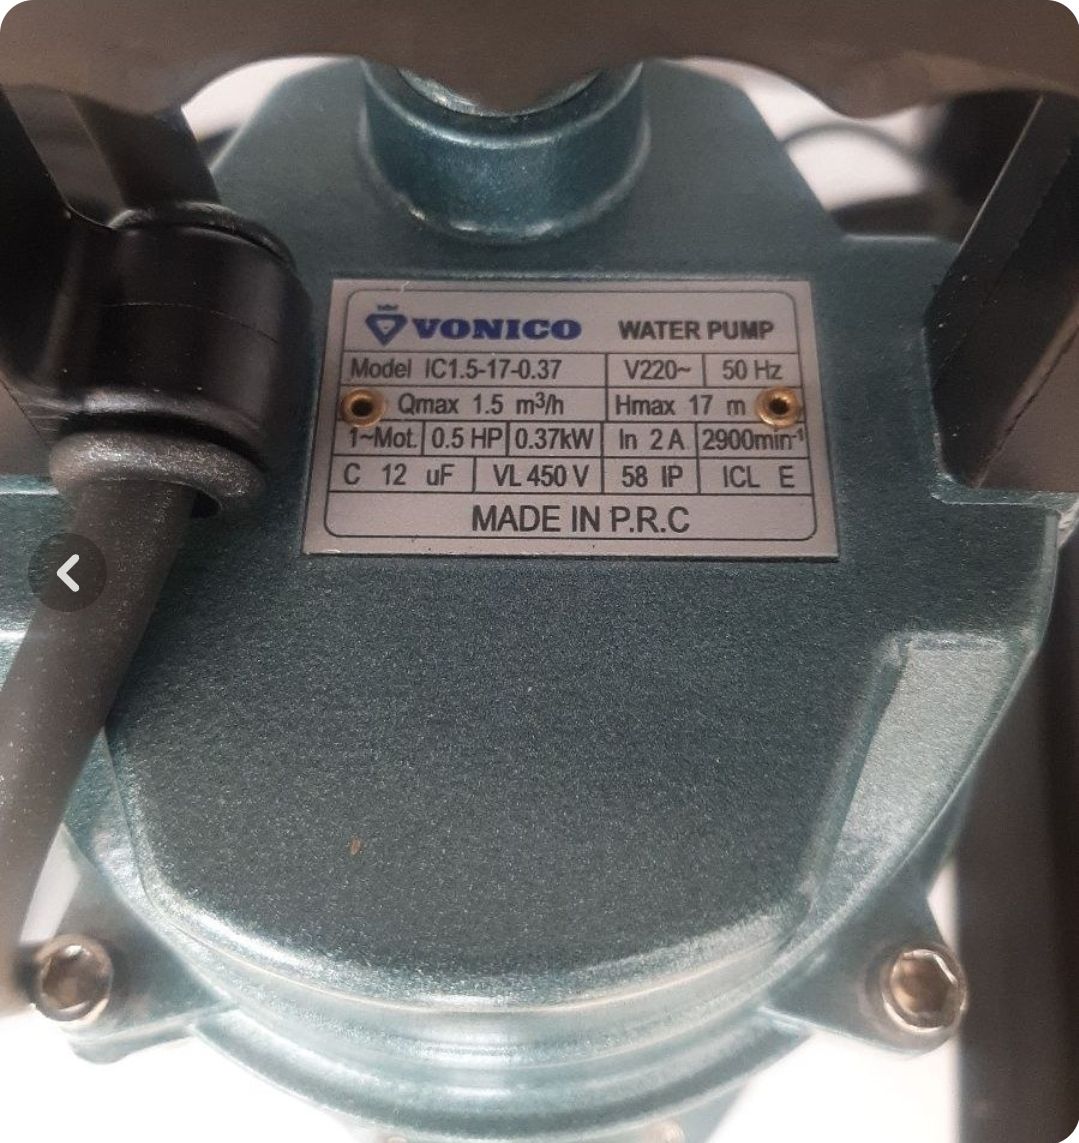 VONICO WATER PUMP
Model IC1.5-17-0.37 V220~ 50 Hz
Qmax 1.5 m³/h Hmax 17 m
1~Mot. 0.5 HP 0.37kW In 2 A 2900min⁻¹
C 12 uF VL 450 V 58 IP ICL E
MADE IN P.R.C